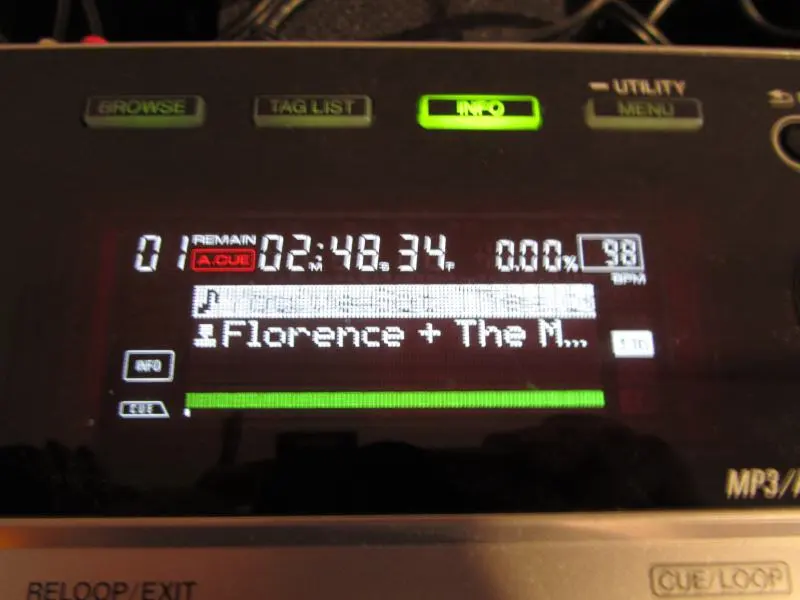 UTILITY
BROWSE TAG LIST INFO MENU
01 REMAIN A.CUE 02:48.34 0.00% 98
M S F BPM
Florence + The M...
INFO
CUE
MP3/
RELOOP/EXIT CUE/LOOP